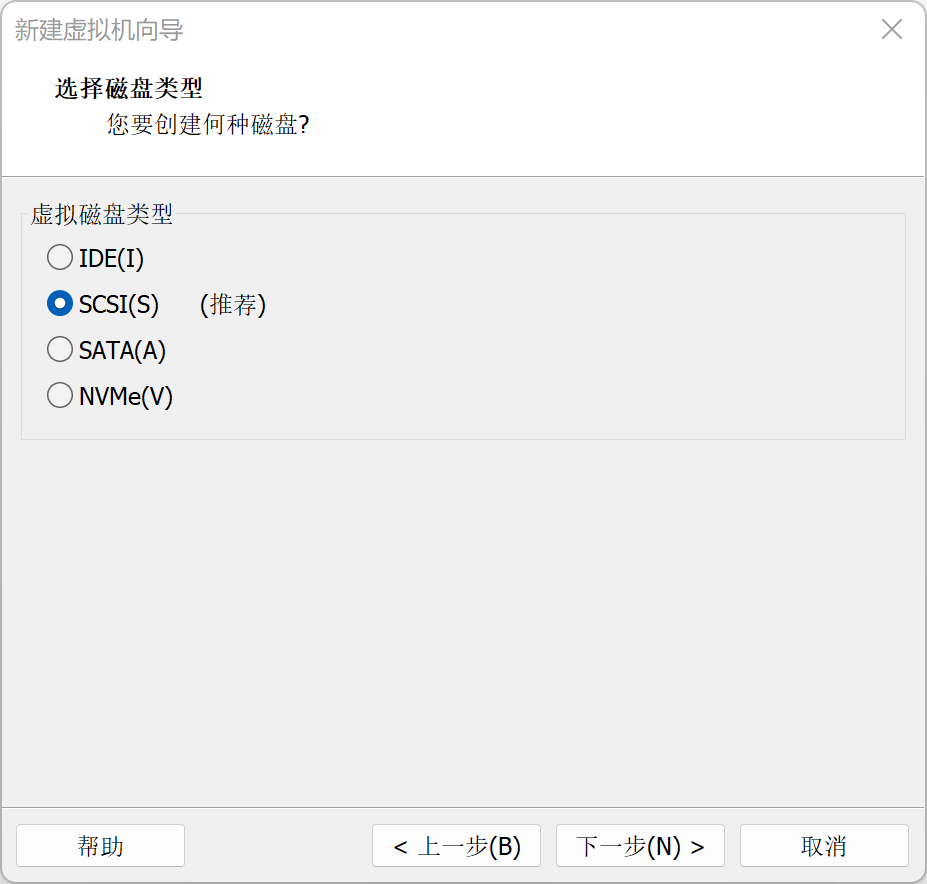 新建虚拟机向导
选择磁盘类型
您要创建何种磁盘?
虚拟磁盘类型
IDE(I)
SCSI(S) (推荐)
SATA(A)
NVMe(V)
帮助 < 上一步(B) 下一步(N) > 取消